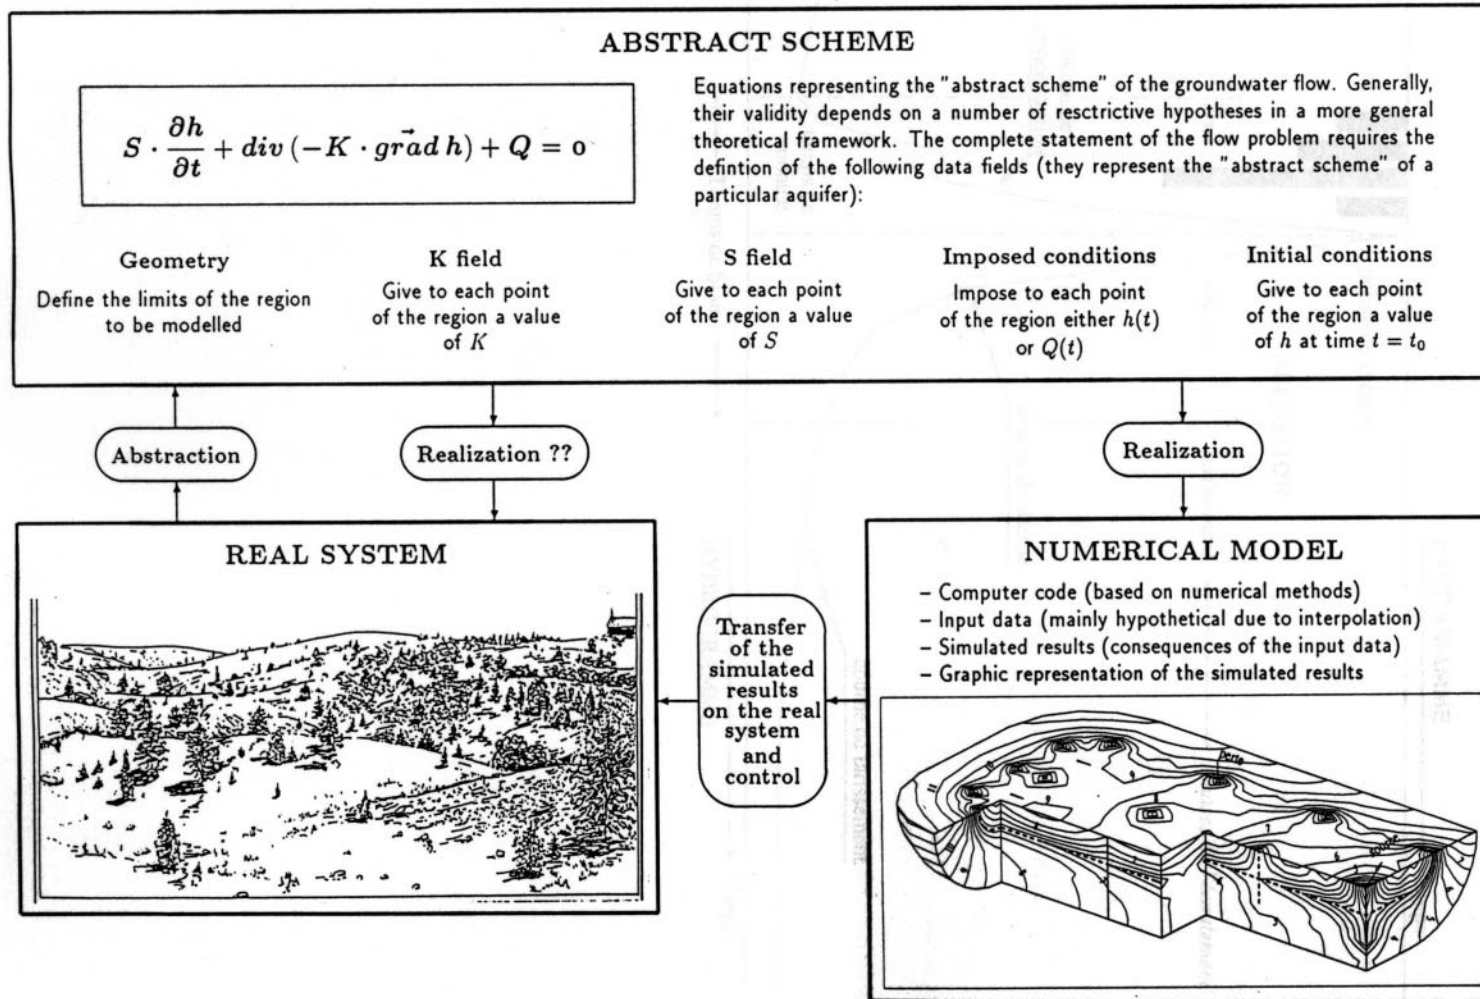 ABSTRACT SCHEME
S · ∂h/∂t + div (−K · grad⃗ h) + Q = 0
Equations representing the "abstract scheme" of the groundwater flow. Generally,
their validity depends on a number of resctrictive hypotheses in a more general
theoretical framework. The complete statement of the flow problem requires the
defintion of the following data fields (they represent the "abstract scheme" of a
particular aquifer):
Geometry
Define the limits of the region
to be modelled
K field
Give to each point
of the region a value
of K
S field
Give to each point
of the region a value
of S
Imposed conditions
Impose to each point
of the region either h(t)
or Q(t)
Initial conditions
Give to each point
of the region a value
of h at time t = t₀
Abstraction
Realization ??
Realization
REAL SYSTEM
Transfer
of the
simulated
results
on the real
system
and
control
NUMERICAL MODEL
– Computer code (based on numerical methods)
– Input data (mainly hypothetical due to interpolation)
– Simulated results (consequences of the input data)
– Graphic representation of the simulated results
Perte